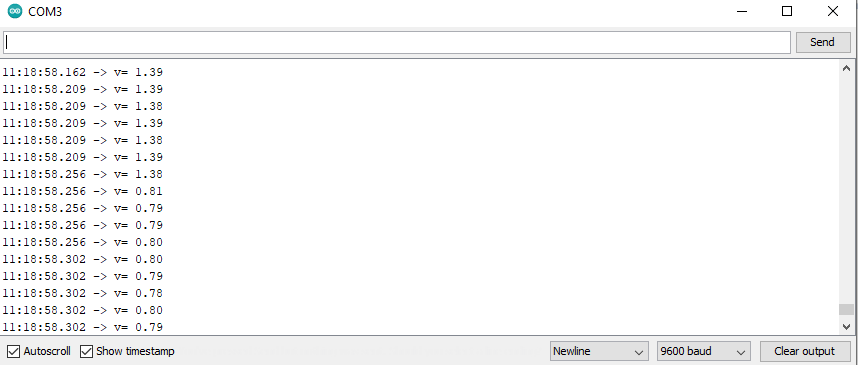 COM3
Send
11:18:58.162 -> v= 1.39
11:18:58.209 -> v= 1.39
11:18:58.209 -> v= 1.38
11:18:58.209 -> v= 1.39
11:18:58.209 -> v= 1.38
11:18:58.209 -> v= 1.39
11:18:58.256 -> v= 1.38
11:18:58.256 -> v= 0.81
11:18:58.256 -> v= 0.79
11:18:58.256 -> v= 0.79
11:18:58.256 -> v= 0.80
11:18:58.302 -> v= 0.80
11:18:58.302 -> v= 0.79
11:18:58.302 -> v= 0.78
11:18:58.302 -> v= 0.80
11:18:58.302 -> v= 0.79
Autoscroll Show timestamp Newline 9600 baud Clear output